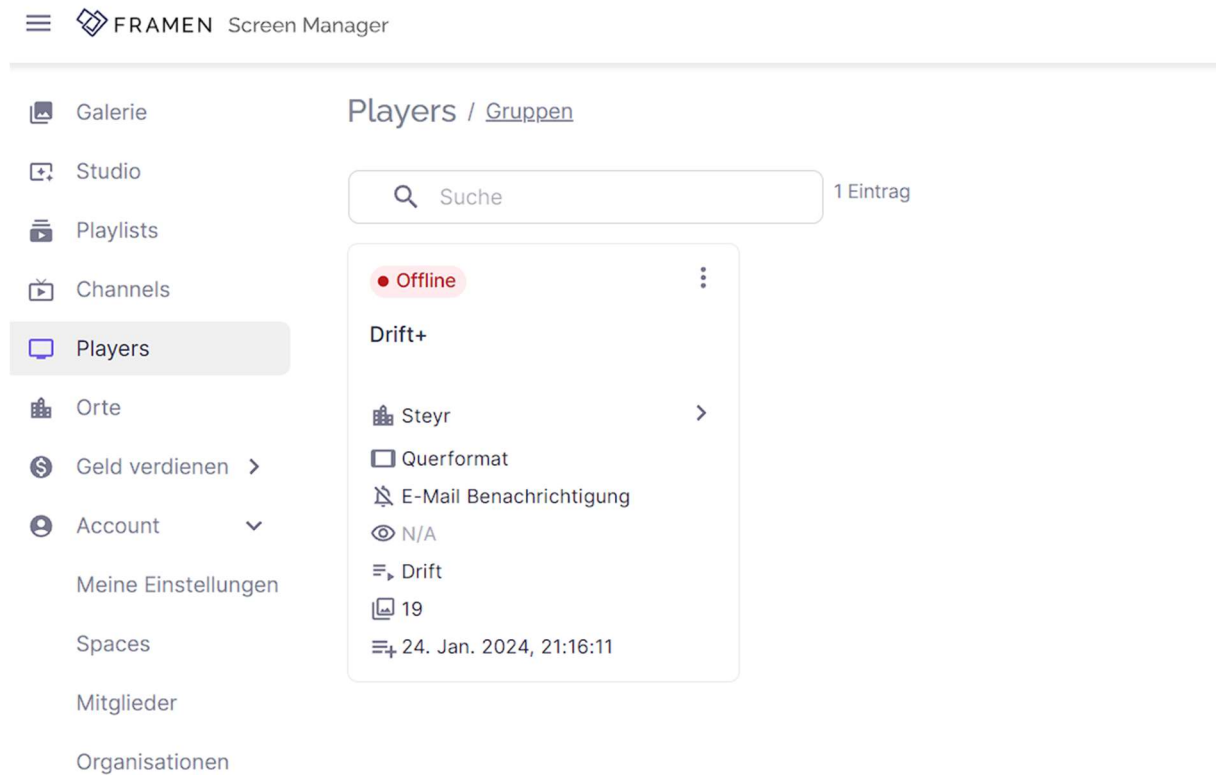 FRAMEN Screen Manager
Galerie
Studio
Playlists
Channels
Players
Orte
Geld verdienen
Account
Meine Einstellungen
Spaces
Mitglieder
Organisationen
Players / Gruppen
Suche
1 Eintrag
Offline
Drift+
Steyr
Querformat
E-Mail Benachrichtigung
N/A
Drift
19
24. Jan. 2024, 21:16:11